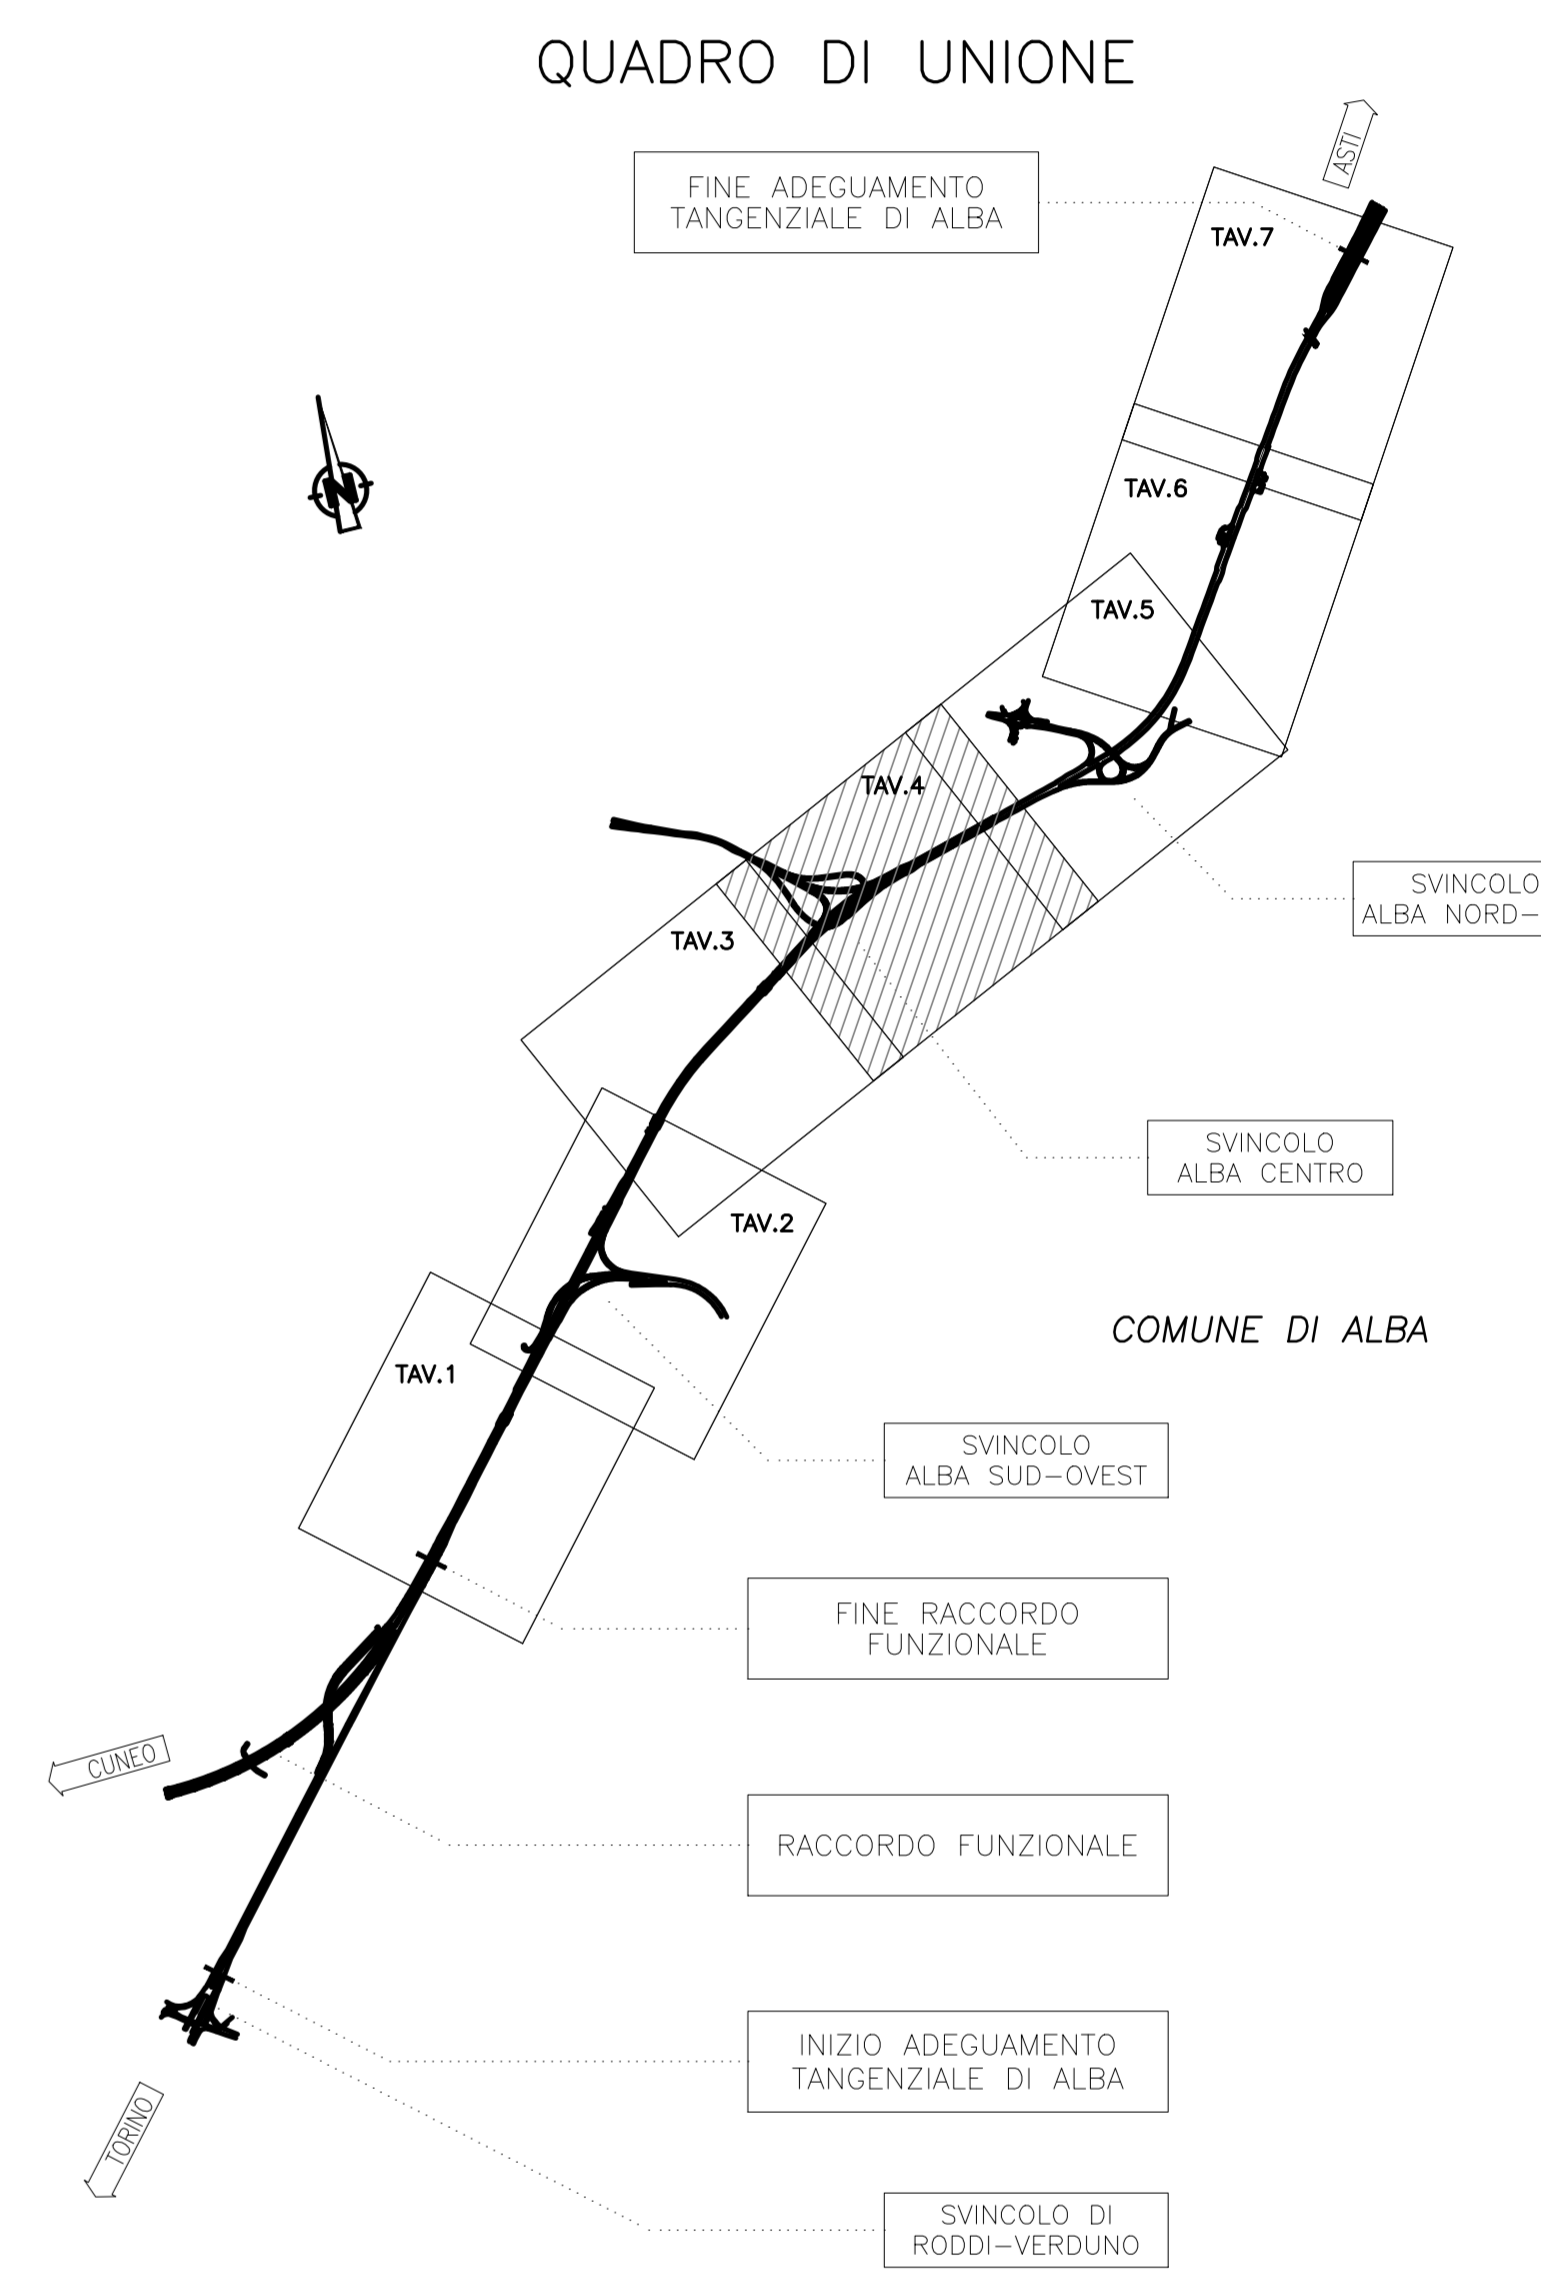 QUADRO DI UNIONE
ASTI
FINE ADEGUAMENTO
TANGENZIALE DI ALBA
TAV.7
N
TAV.6
TAV.5
TAV.4
SVINCOLO
ALBA NORD-
TAV.3
SVINCOLO
ALBA CENTRO
TAV.2
COMUNE DI ALBA
TAV.1
SVINCOLO
ALBA SUD-OVEST
FINE RACCORDO
FUNZIONALE
CUNEO
RACCORDO FUNZIONALE
INIZIO ADEGUAMENTO
TANGENZIALE DI ALBA
TORINO
SVINCOLO DI
RODDI-VERDUNO